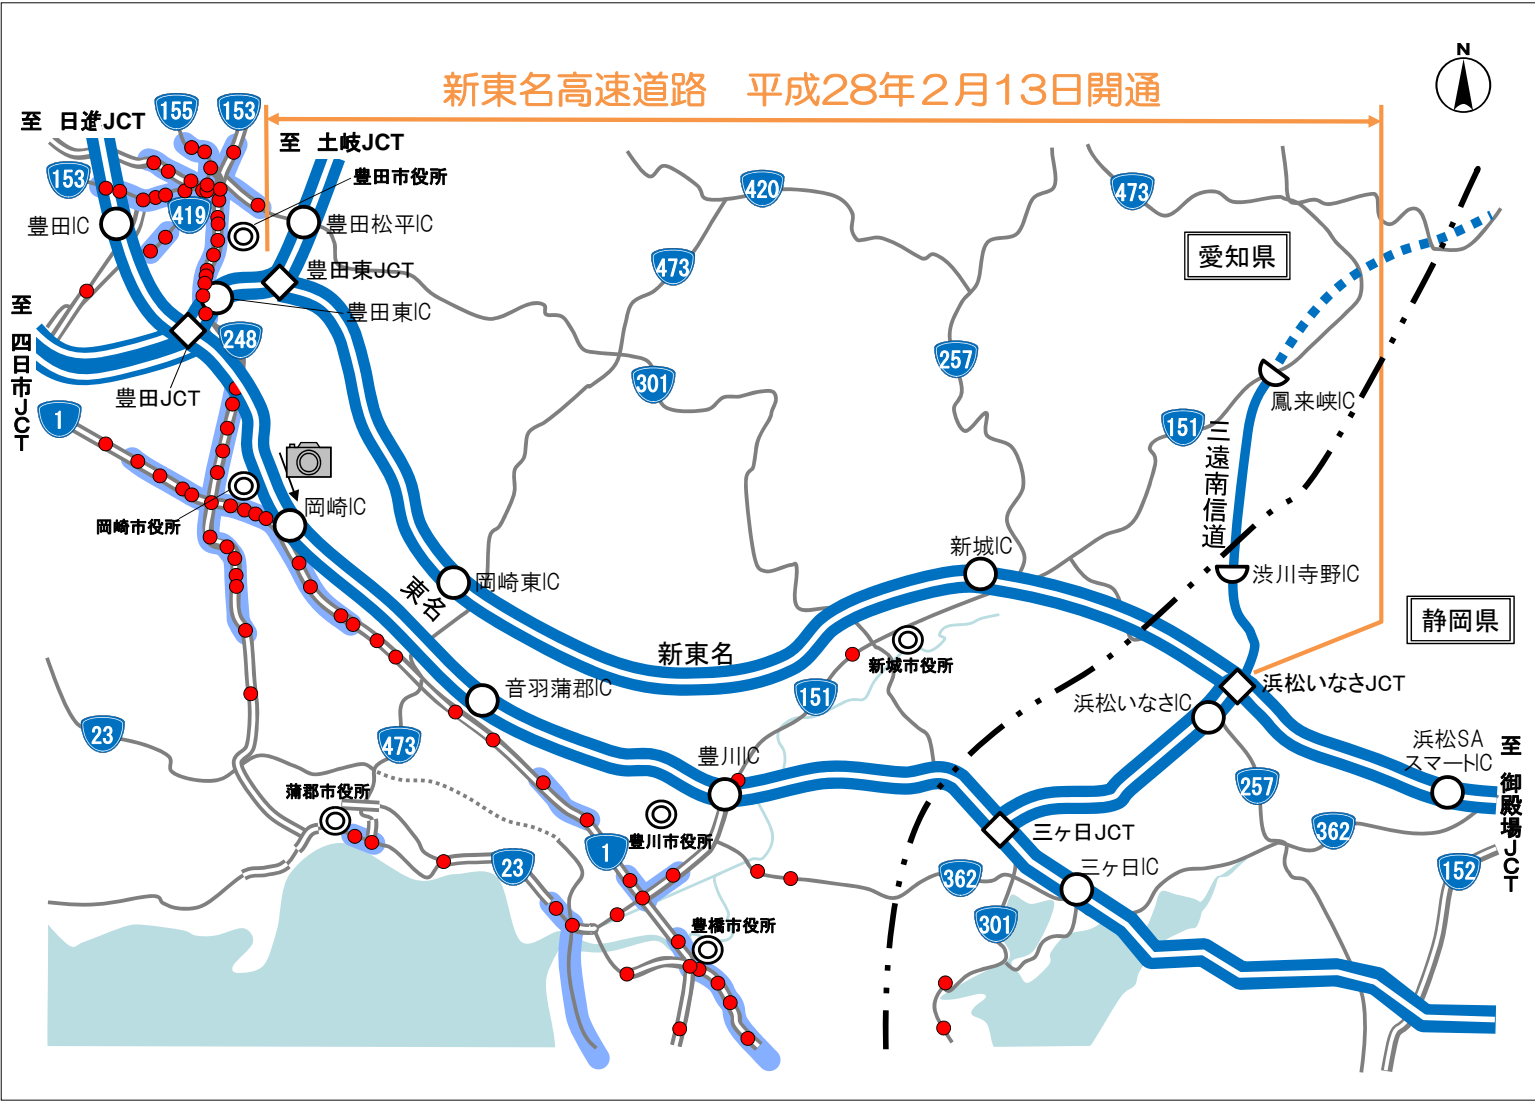 新東名高速道路　平成28年2月13日開通
N
至 日進JCT
155
153
至 土岐JCT
豊田市役所
153
419
豊田IC
豊田松平IC
420
473
愛知県
473
豊田東JCT
豊田東IC
至 四日市JCT
248
豊田JCT
301
257
鳳来峡IC
1
151
三遠南信道
岡崎IC
岡崎市役所
新城IC
岡崎東IC
渋川寺野IC
東名
静岡県
新東名
新城市役所
音羽蒲郡IC
151
浜松いなさJCT
浜松いなさIC
23
473
豊川IC
浜松SA
スマートIC
至 御殿場JCT
蒲郡市役所
257
豊川市役所
三ヶ日JCT
362
1
23
362
三ヶ日IC
152
301
豊橋市役所